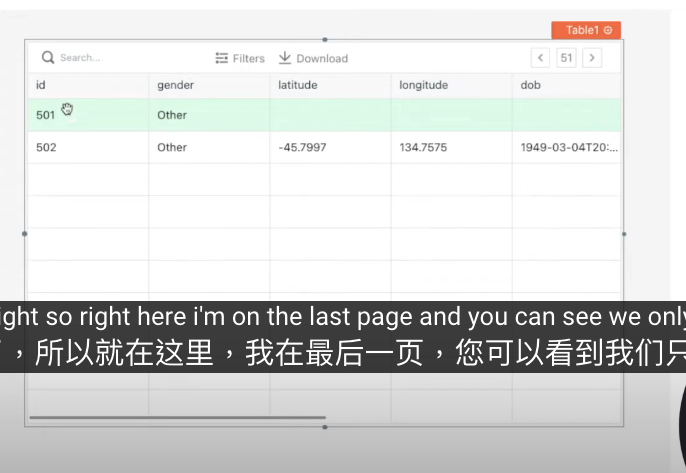 Table1
Search... Filters Download 51
id gender latitude longitude dob
501 Other
502 Other -45.7997 134.7575 1949-03-04T20:...
ight so right here i'm on the last page and you can see we only
，所以就在这里，我在最后一页，您可以看到我们只